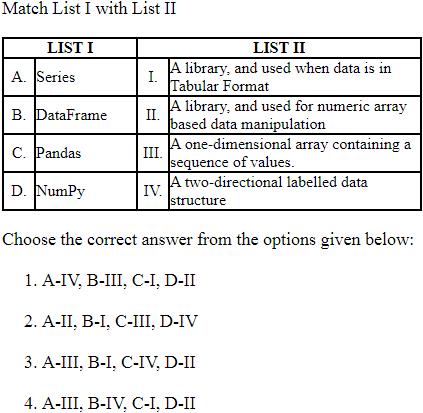 Match List I with List II
LIST I LIST II
A. Series I. A library, and used when data is in
Tabular Format
B. DataFrame II. A library, and used for numeric array
based data manipulation
C. Pandas III. A one-dimensional array containing a
sequence of values.
D. NumPy IV. A two-directional labelled data
structure
Choose the correct answer from the options given below:
1. A-IV, B-III, C-I, D-II
2. A-II, B-I, C-III, D-IV
3. A-III, B-I, C-IV, D-II
4. A-III, B-IV, C-I, D-II